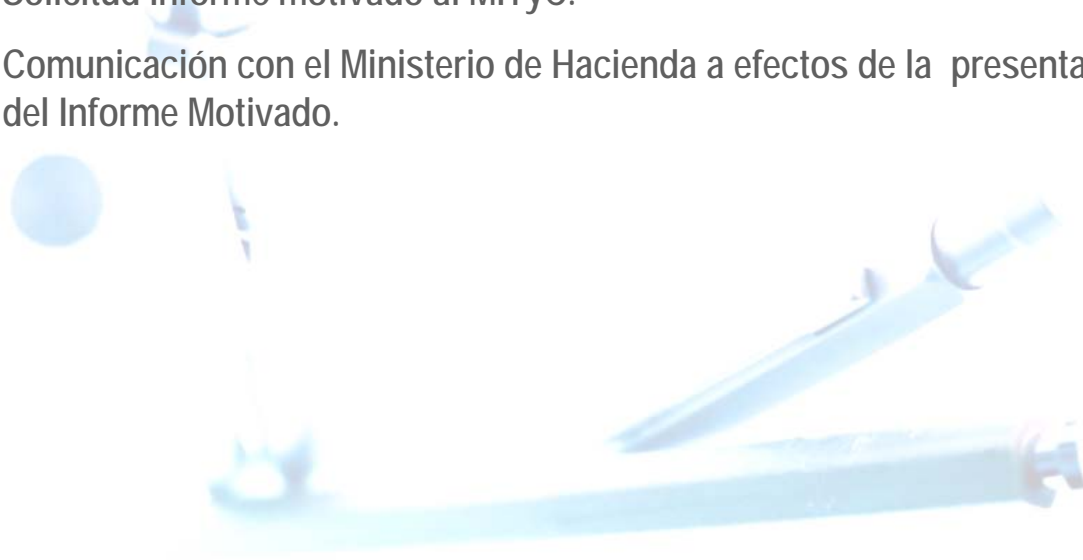 Solicitud Informe motivado al MITyC.
Comunicación con el Ministerio de Hacienda a efectos de la presenta
del Informe Motivado.